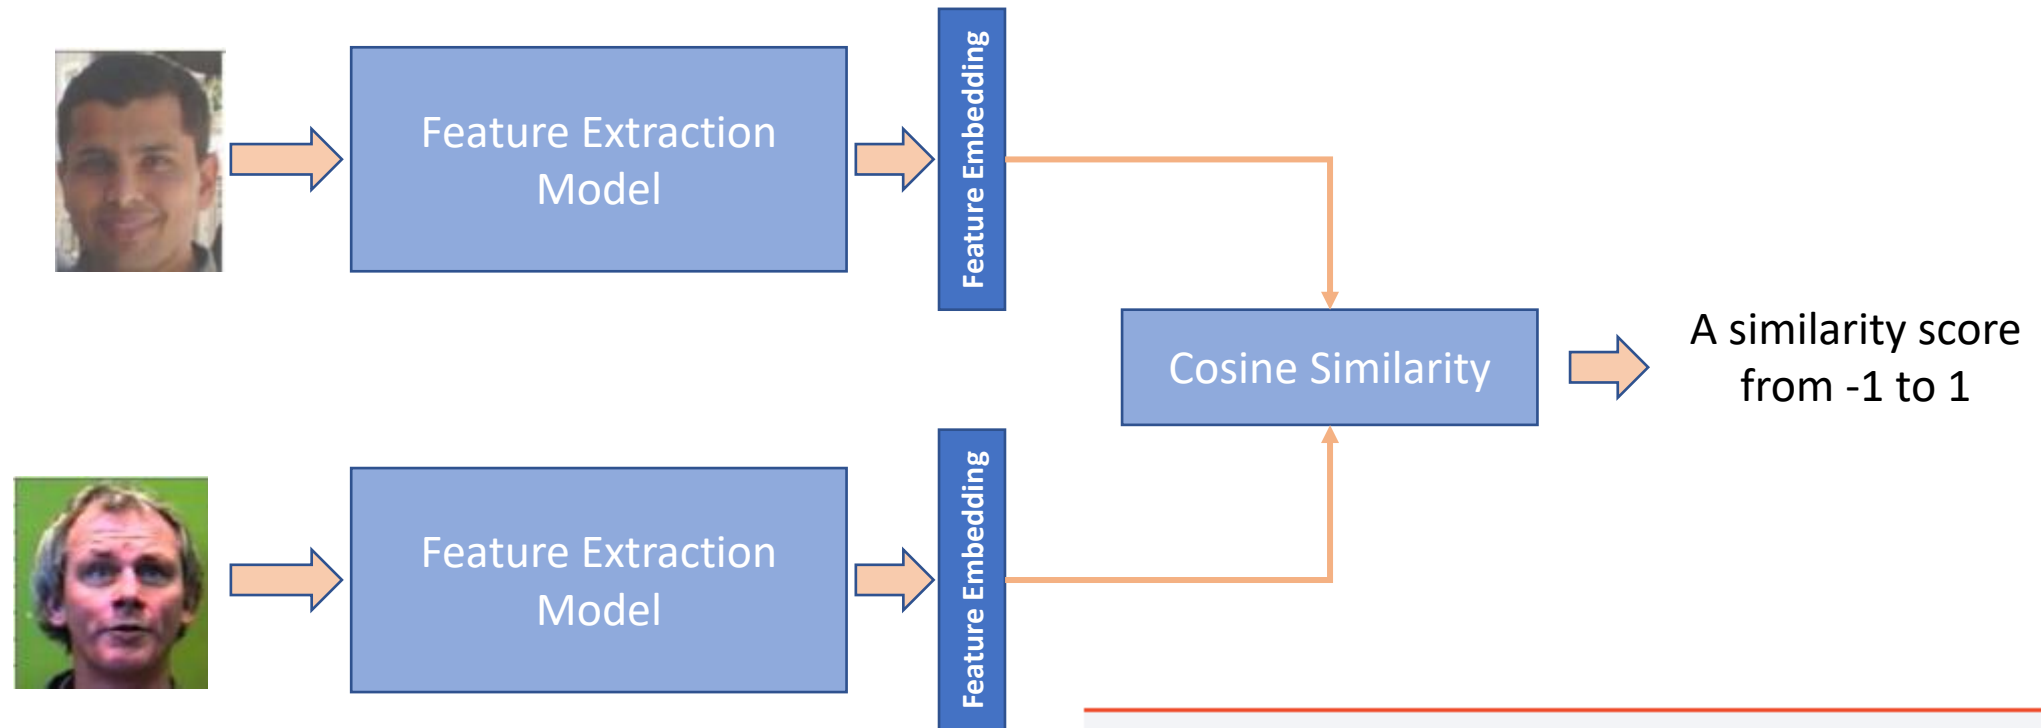 Feature Extraction
Model
Feature Embedding
Cosine Similarity
A similarity score
from -1 to 1
Feature Extraction
Model
Feature Embedding